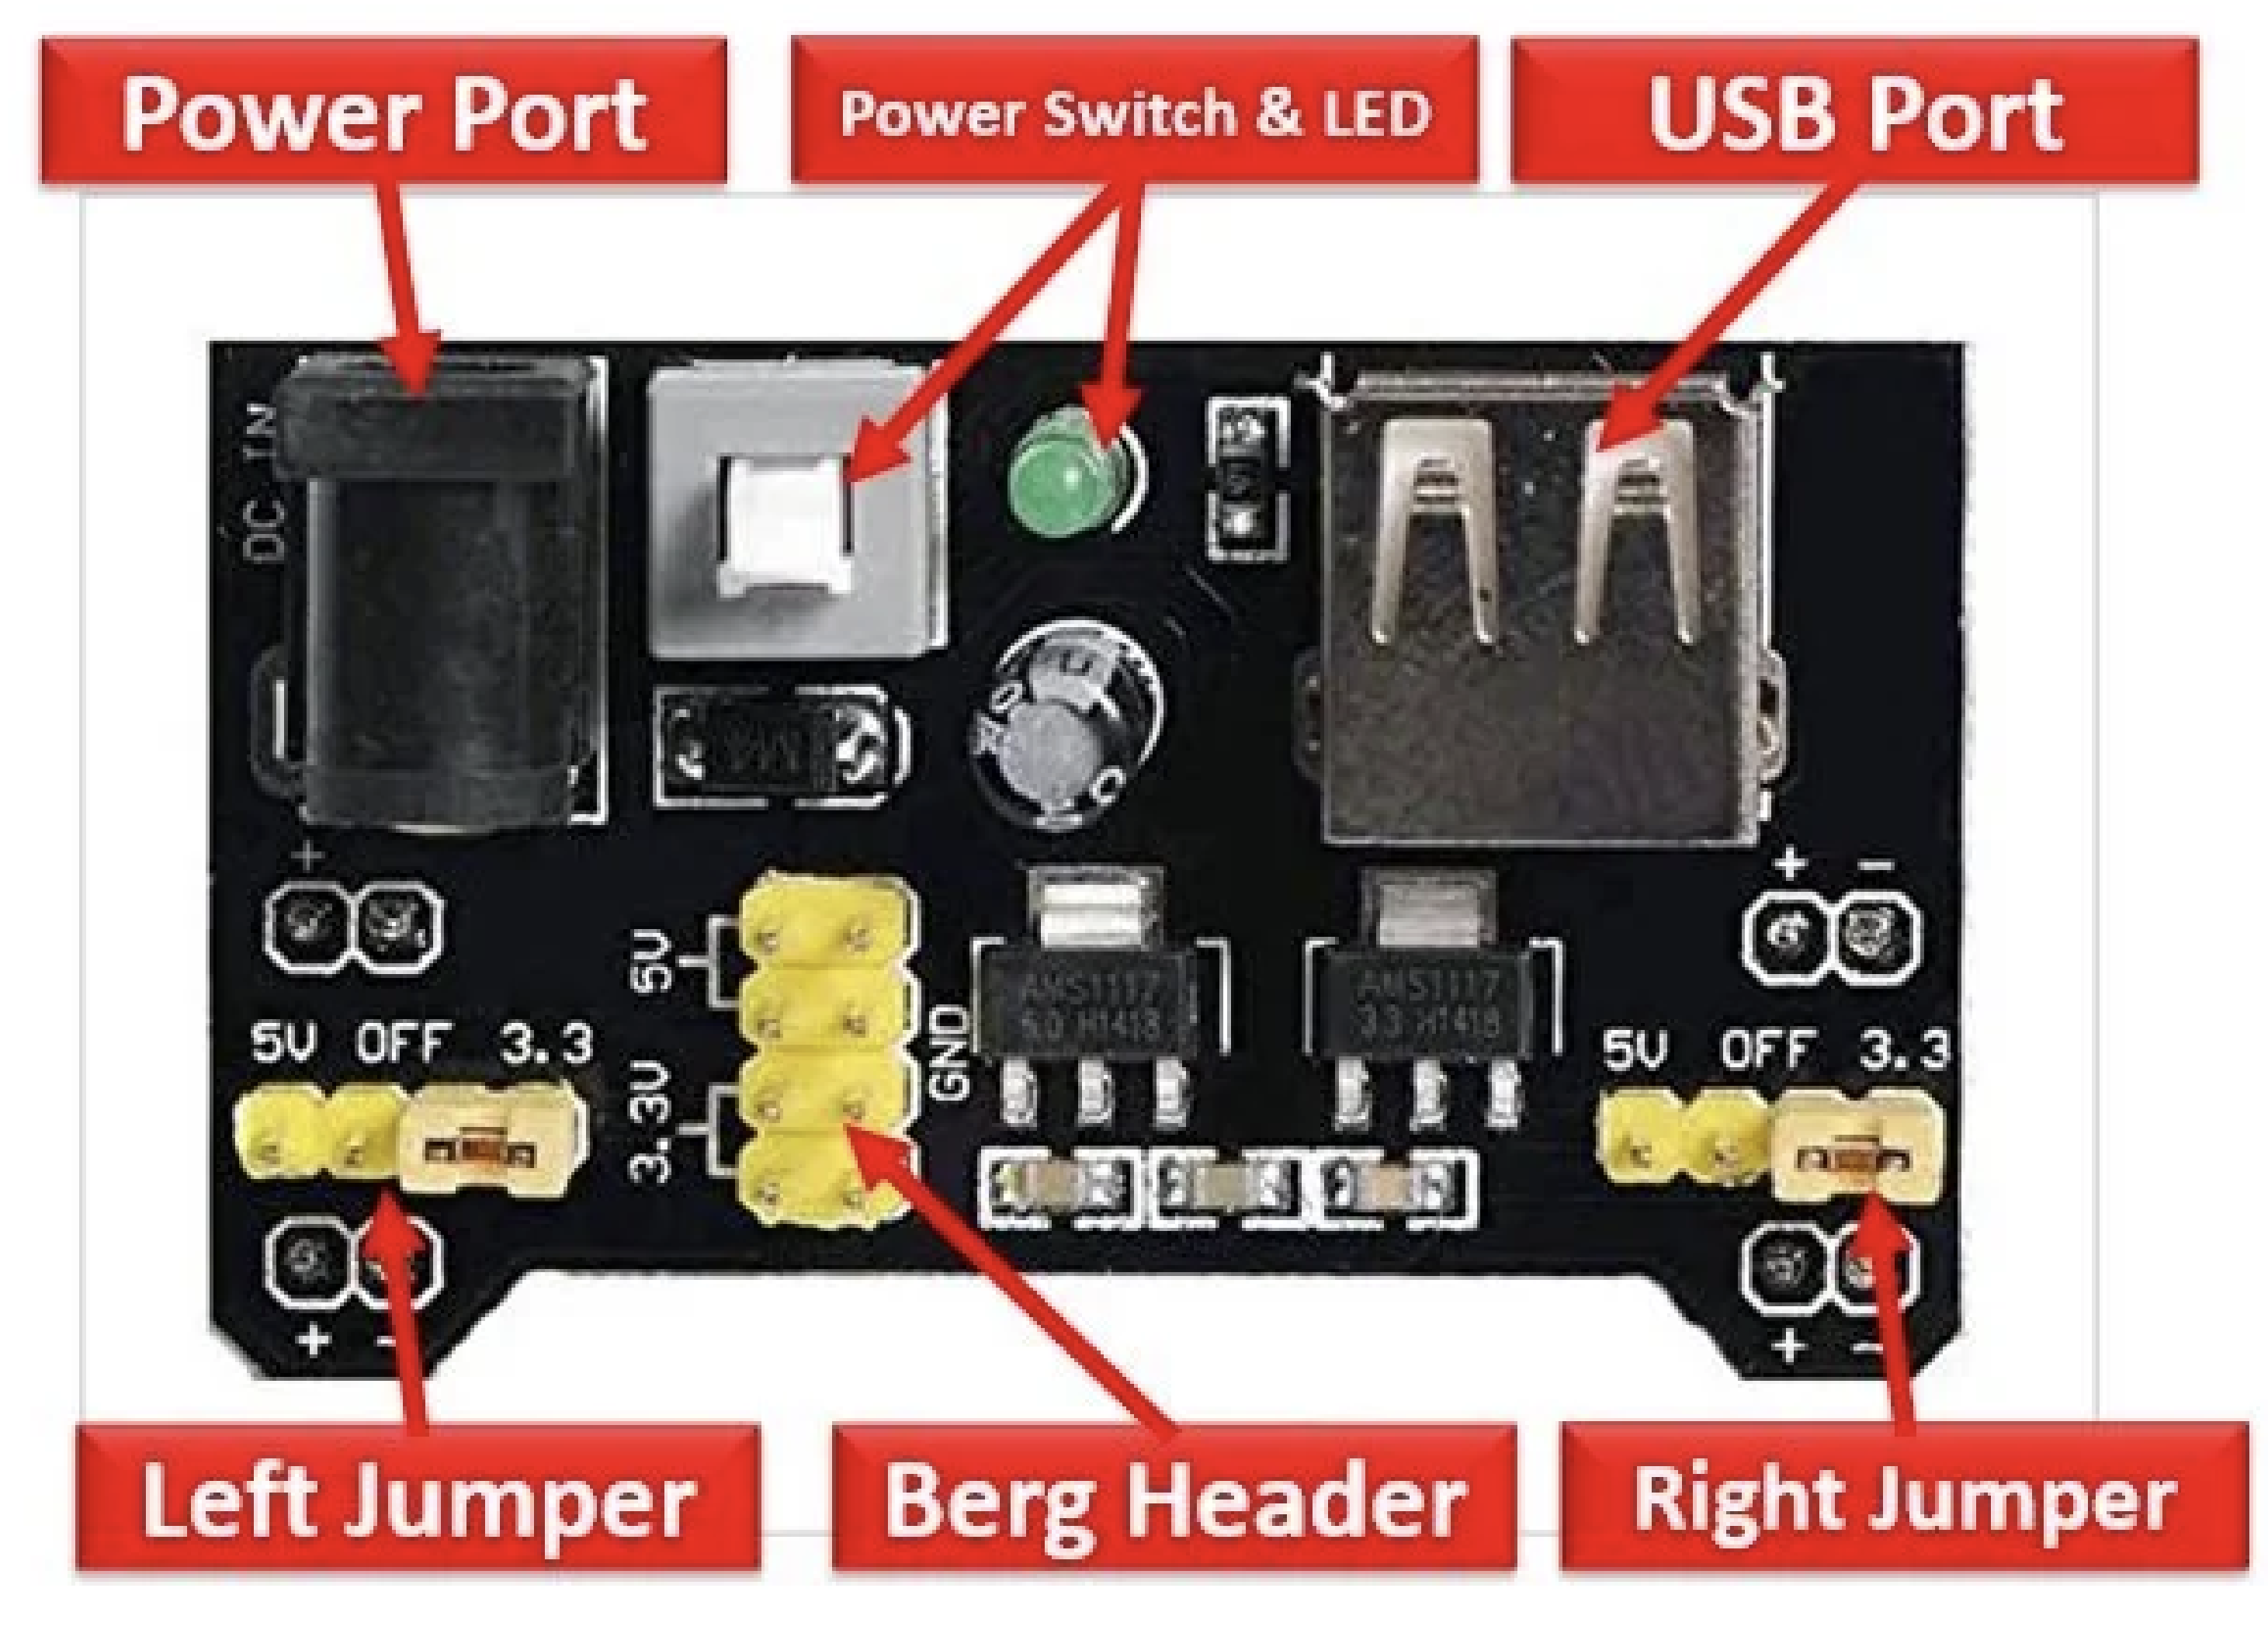 Power Port
Power Switch & LED
USB Port
DC IN
+
+ -
5V
GND
5V OFF 3.3
5V OFF 3.3
3.3V
AMS1117
5.0 H1418
AMS1117
3.3 H1418
+ -
+ -
Left Jumper
Berg Header
Right Jumper